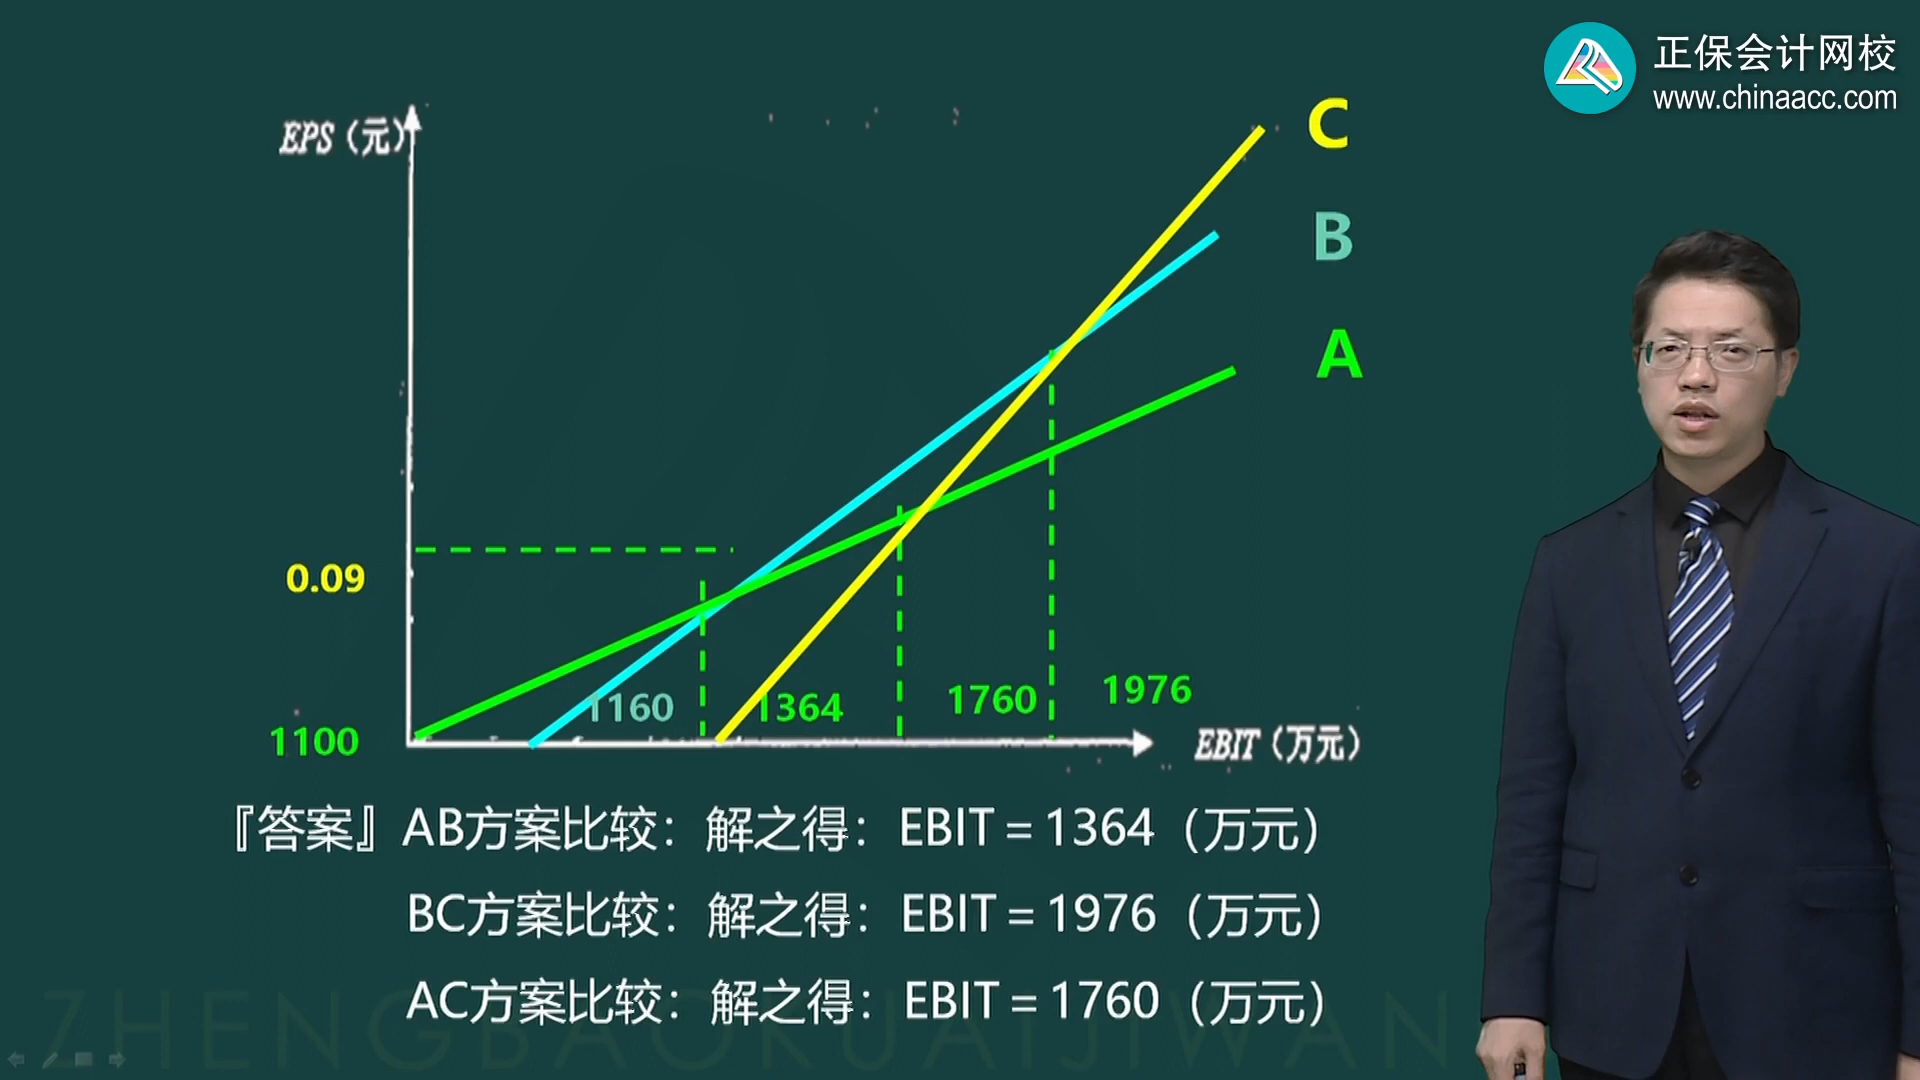 正保会计网校
www.chinaacc.com
EPS（元）
C
B
A
0.09
1100
1160
1364
1760
1976
EBIT（万元）
『答案』AB方案比较：解之得：EBIT＝1364（万元）
BC方案比较：解之得：EBIT＝1976（万元）
AC方案比较：解之得：EBIT＝1760（万元）
ZHENGBAOKUAIJIWAN